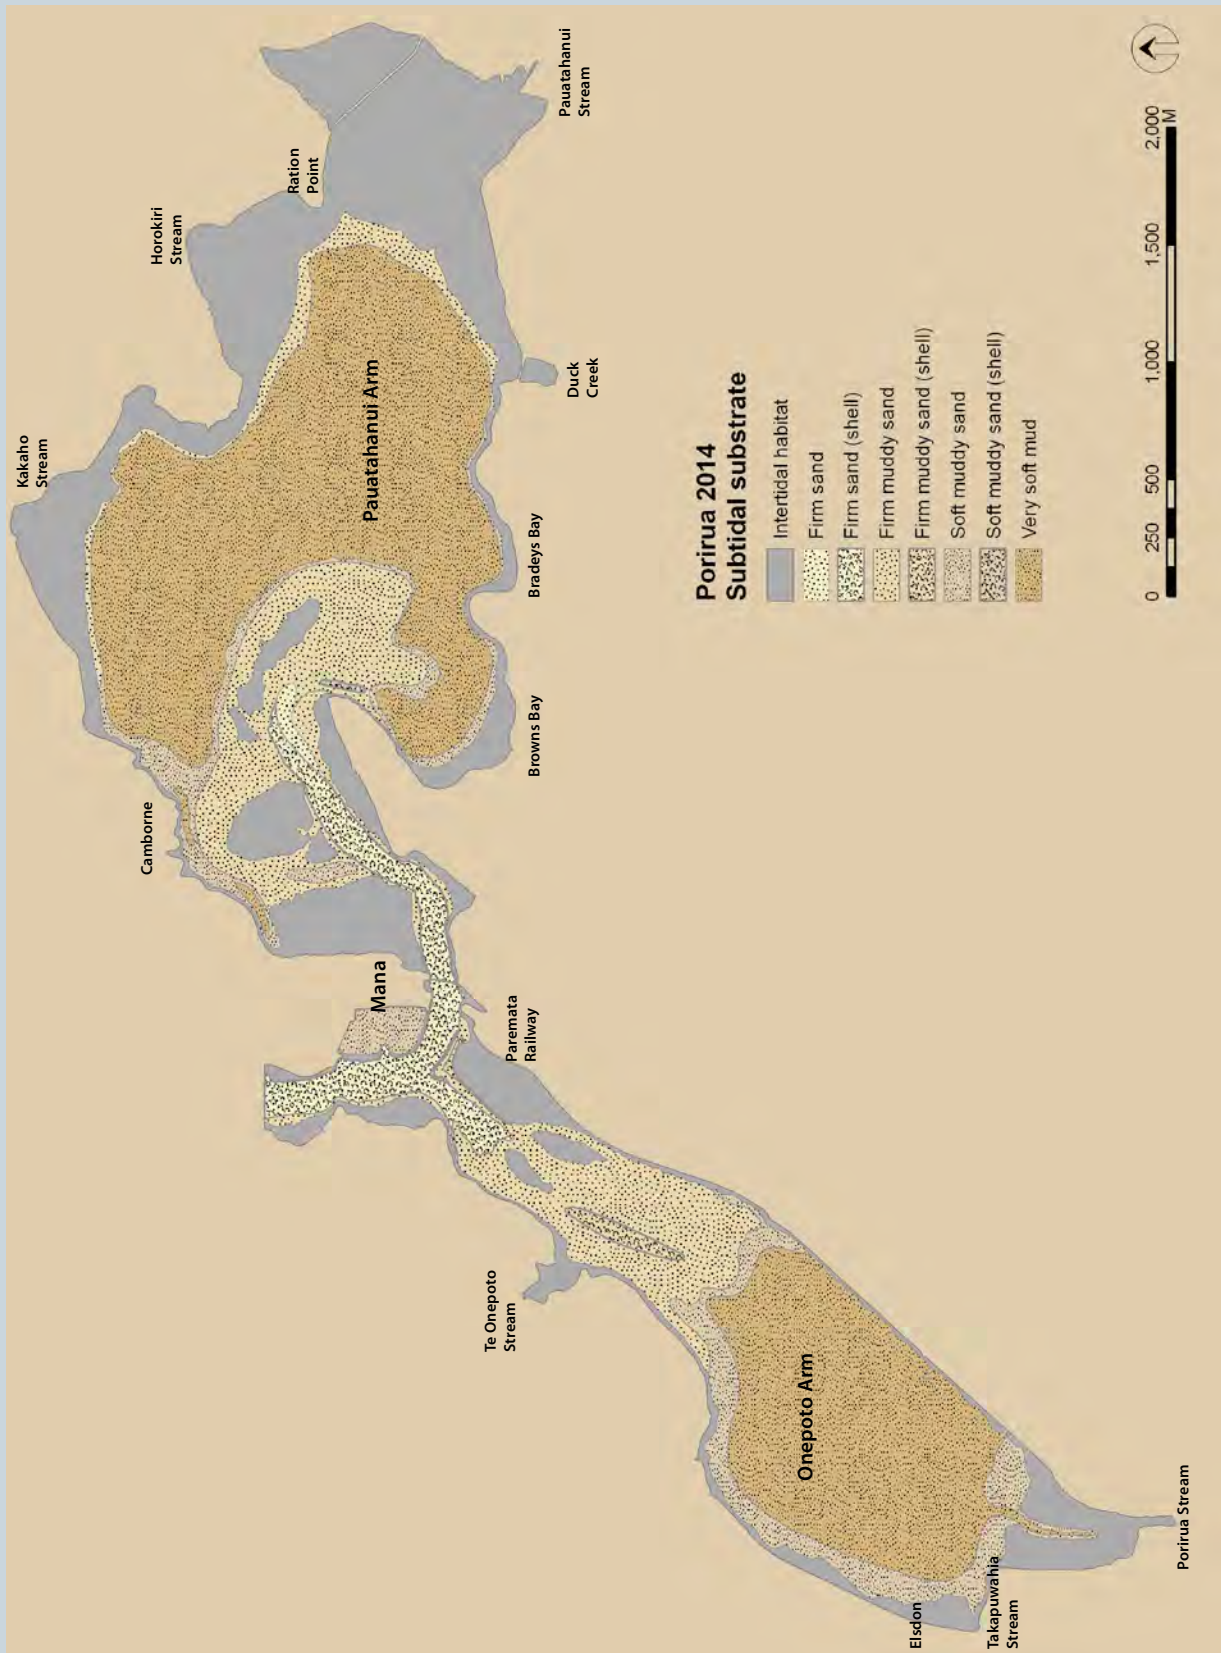 Kakaho
Stream
Horokiri
Stream
Ration
Point
Pauatahanui
Stream
Pauatahanui Arm
Duck
Creek
Bradeys Bay
Browns Bay
Camborne
Mana
Paremata
Railway
Te Onepoto
Stream
Onepoto Arm
Elsdon
Takapuwahia
Stream
Porirua Stream
Porirua 2014
Subtidal substrate
Intertidal habitat
Firm sand
Firm sand (shell)
Firm muddy sand
Firm muddy sand (shell)
Soft muddy sand
Soft muddy sand (shell)
Very soft mud
0 250 500 1,000 1,500 2,000
M